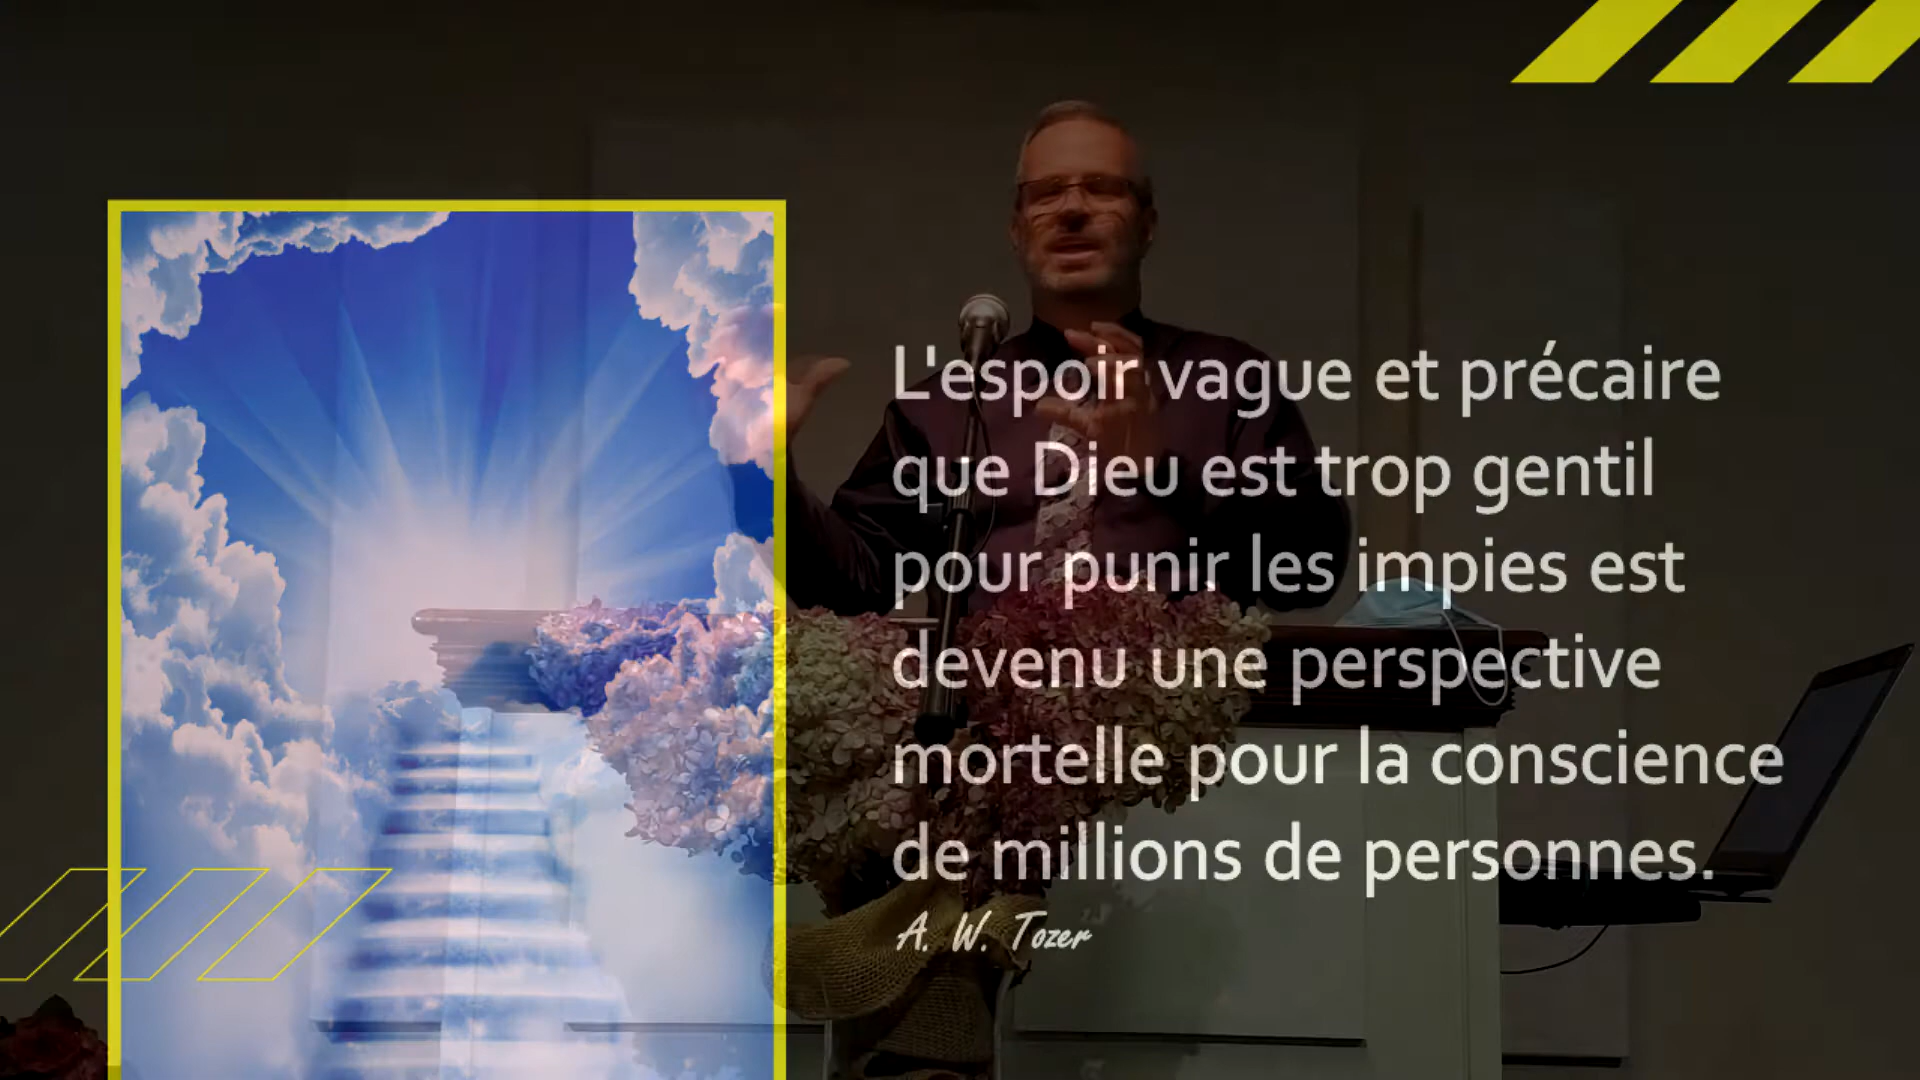 L'espoir vague et précaire
que Dieu est trop gentil
pour punir les impies est
devenu une perspective
mortelle pour la conscience
de millions de personnes.
A. W. Tozer